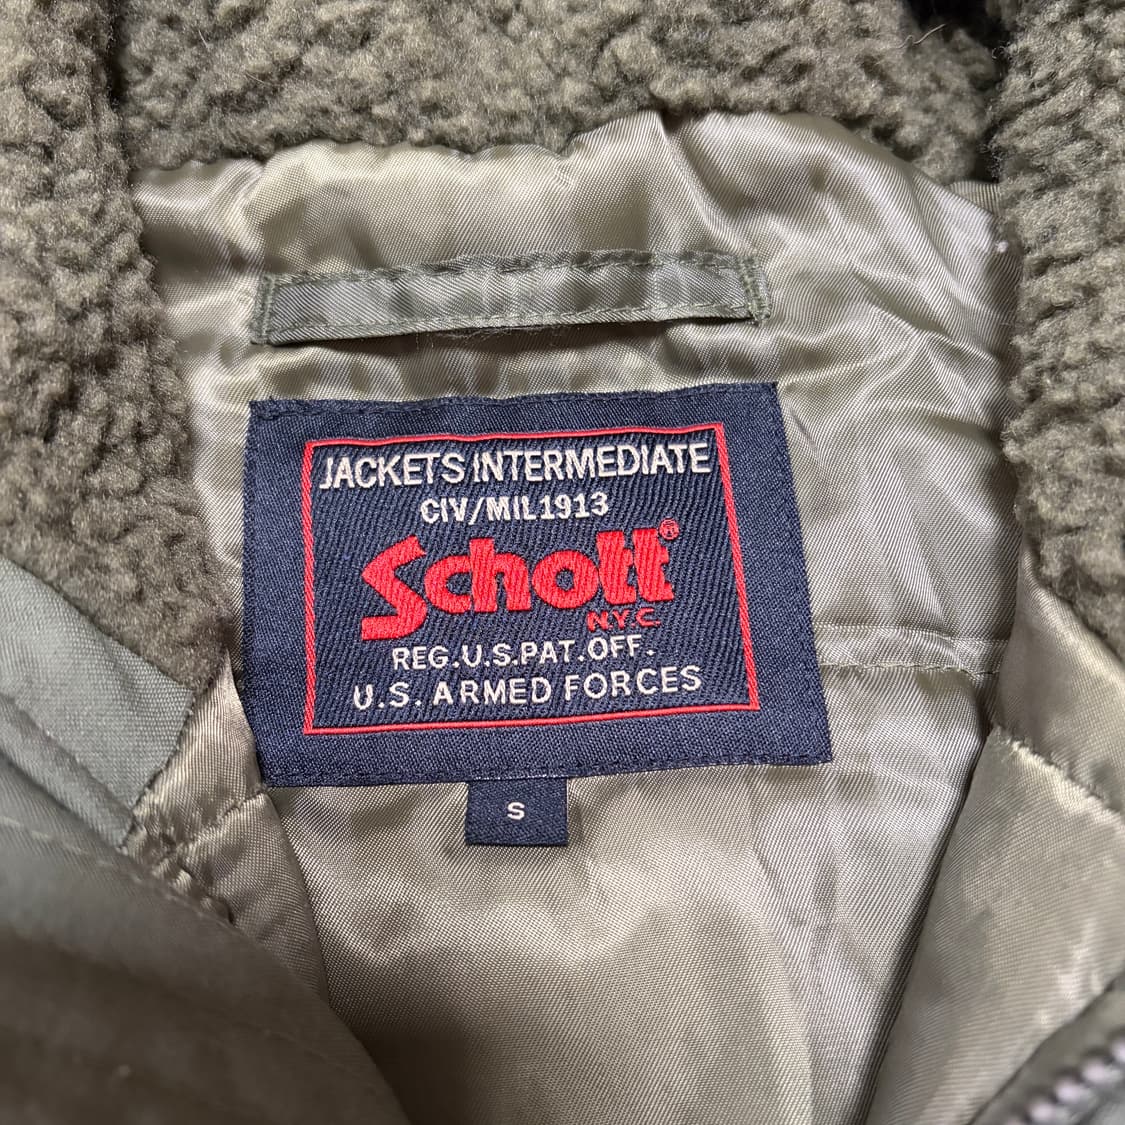 JACKETS INTERMEDIATE
CIV/MIL1913
Schott®
N.Y.C.
REG.U.S.PAT.OFF.
U.S. ARMED FORCES
S